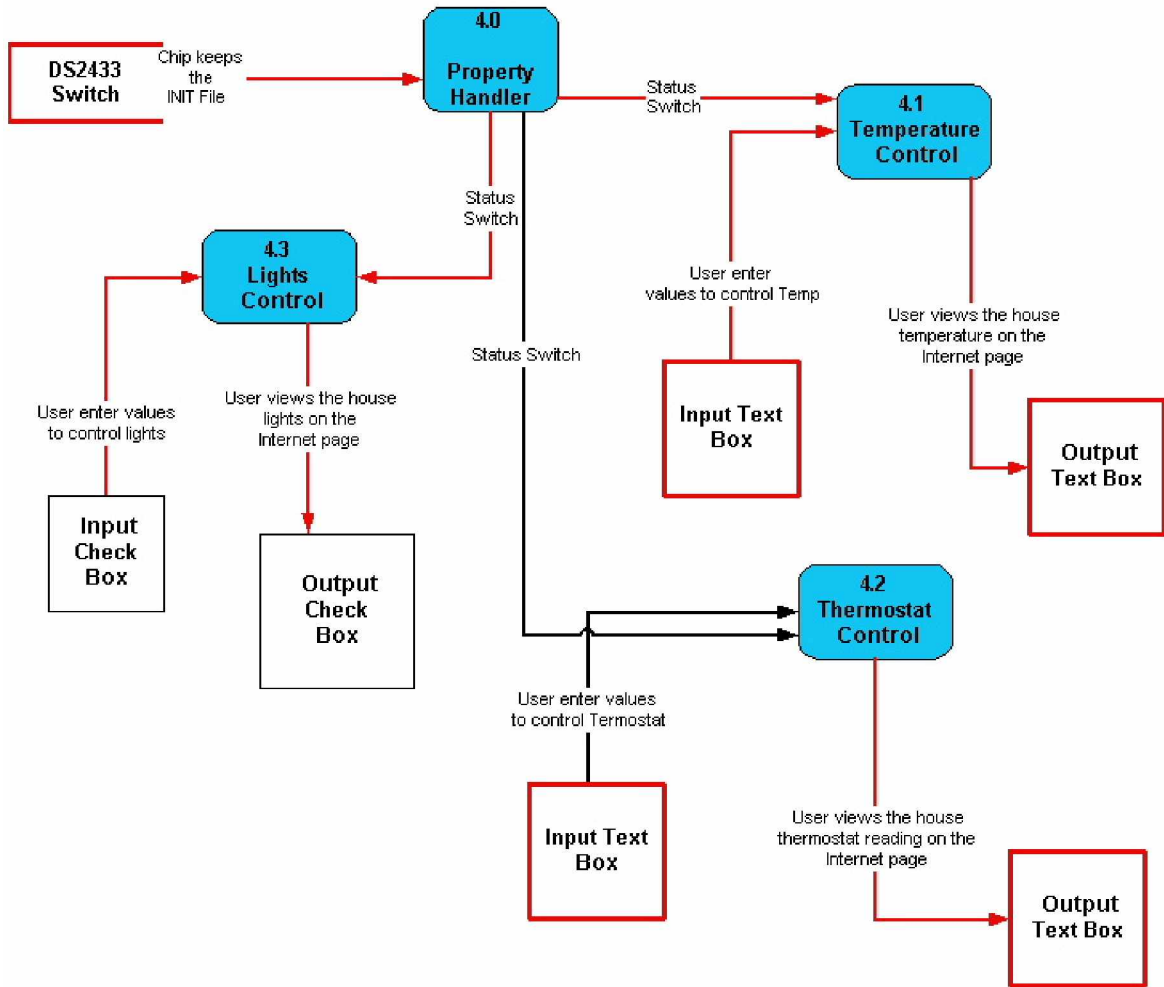 4.0
Property
Handler
DS2433
Switch
Chip keeps
the
INIT File
Status
Switch
4.1
Temperature
Control
Status
Switch
4.3
Lights
Control
User enter
values to control Temp
User views the house
temperature on the
Internet page
Status Switch
User enter values
to control lights
User views the house
lights on the
Internet page
Input Text
Box
Output
Text Box
Input
Check
Box
Output
Check
Box
4.2
Thermostat
Control
User enter values
to control Termostat
Input Text
Box
User views the house
thermostat reading on the
Internet page
Output
Text Box